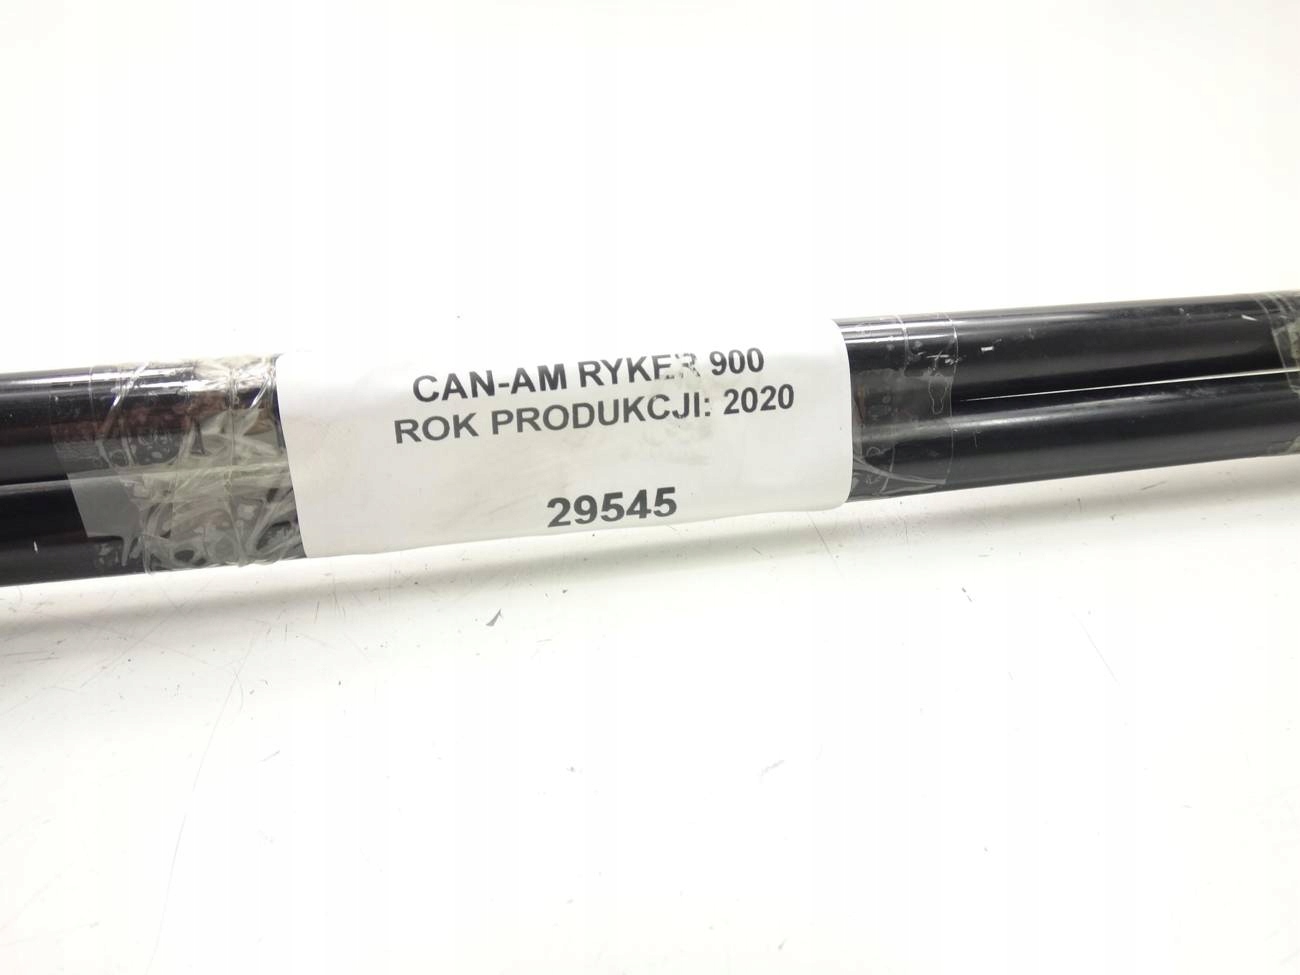 CAN-AM RYKER 900
ROK PRODUKCJI: 2020
29545